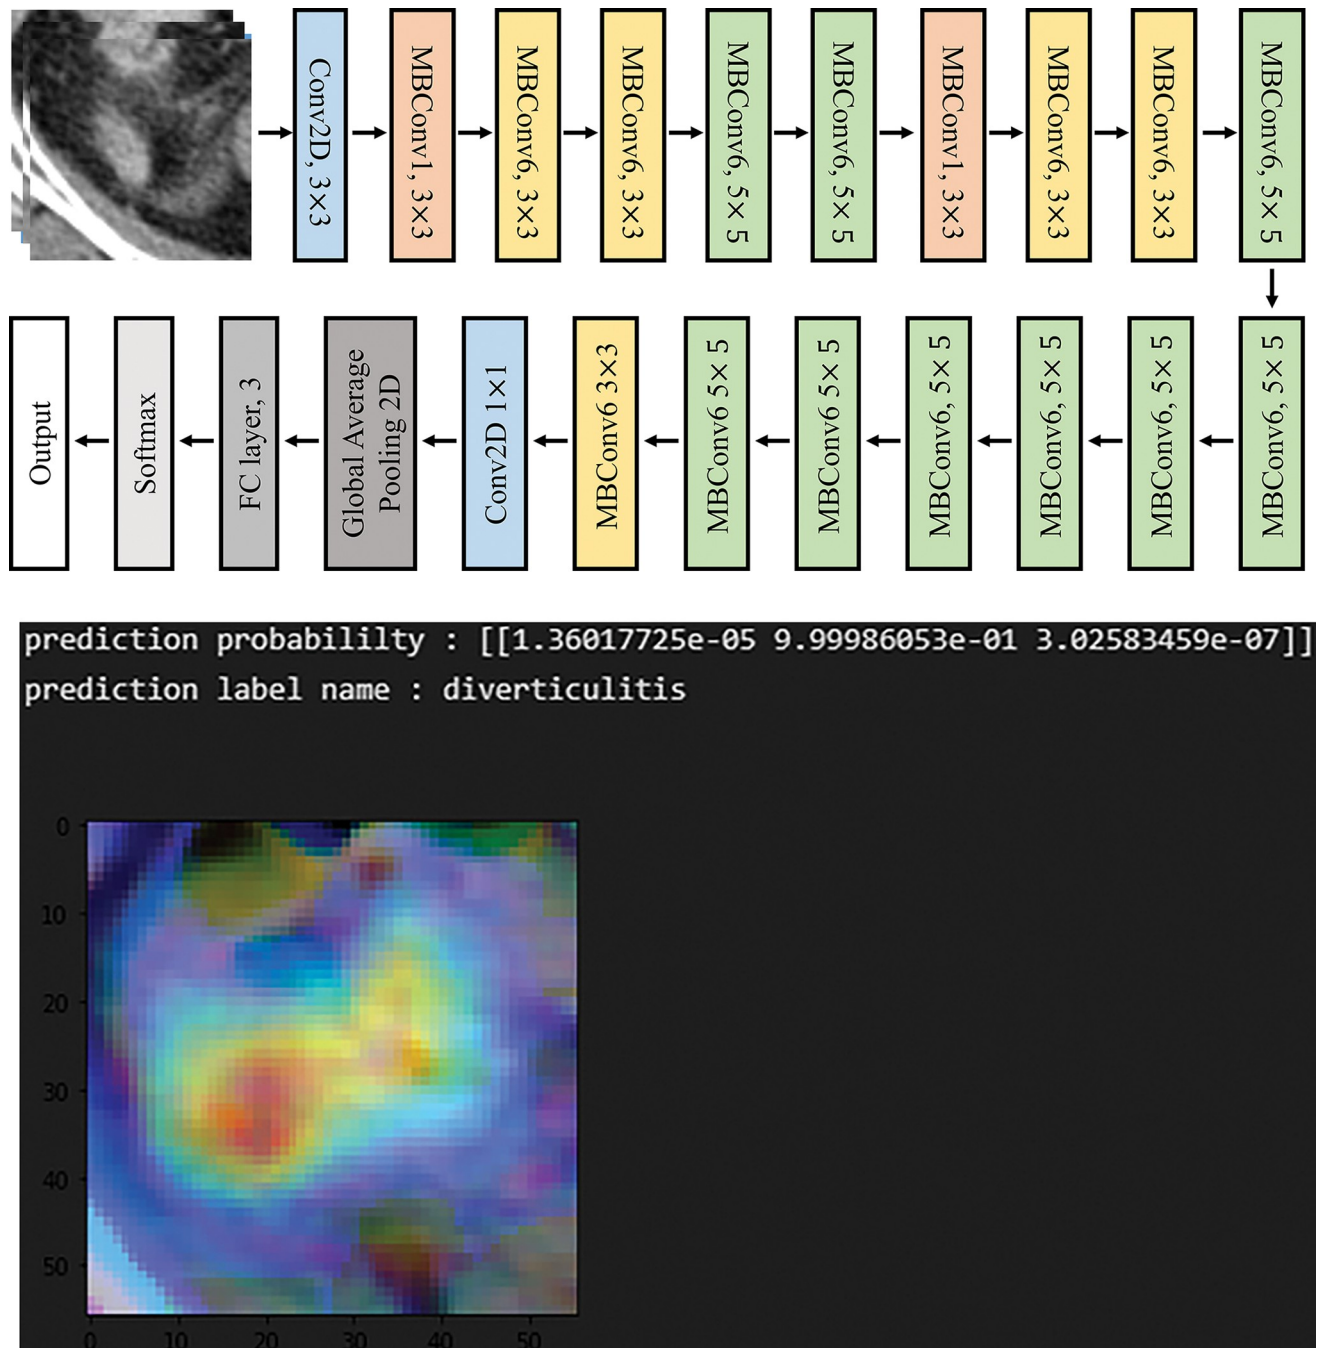 Conv2D, 3×3
MBConv1, 3×3
MBConv6, 3×3
MBConv6, 3×3
MBConv6, 5× 5
MBConv6, 5× 5
MBConv1, 3×3
MBConv6, 3×3
MBConv6, 3×3
MBConv6, 5× 5
Output
Softmax
FC layer, 3
Global Average
Pooling 2D
Conv2D 1×1
MBConv6 3×3
MBConv6 5× 5
MBConv6 5× 5
MBConv6, 5× 5
MBConv6, 5× 5
MBConv6, 5× 5
MBConv6, 5× 5
prediction probabililty : [[1.36017725e-05 9.99986053e-01 3.02583459e-07]]
prediction label name : diverticulitis
0
10
20
30
40
50
0 10 20 30 40 50